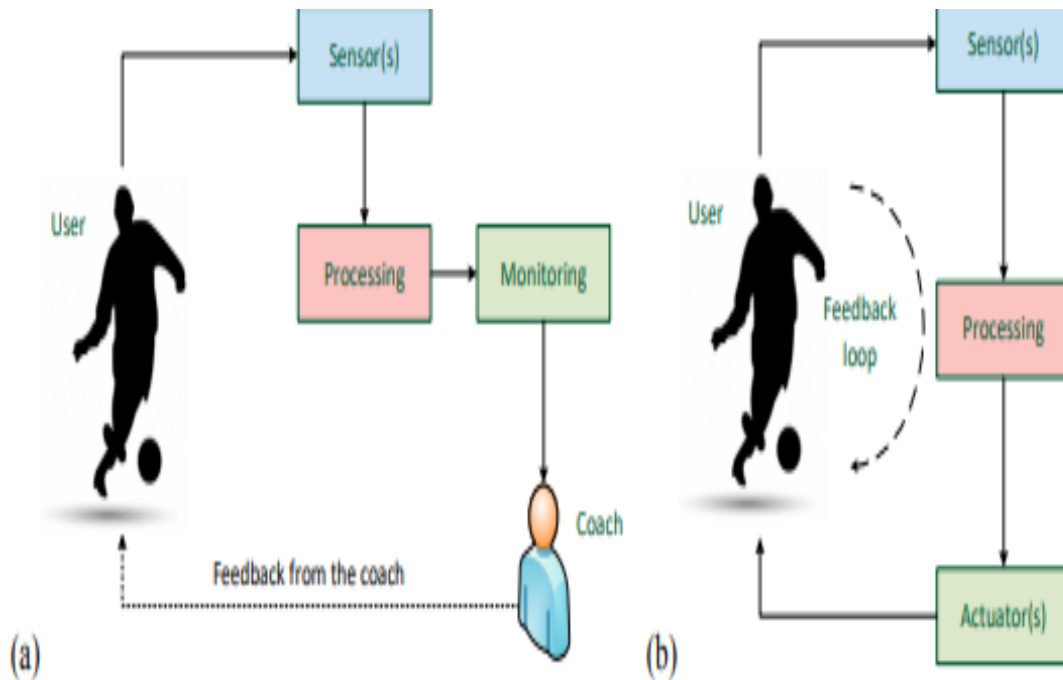 Sensor(s)
User
Processing
Monitoring
Coach
Feedback from the coach
(a)
Sensor(s)
User
Feedback
loop
Processing
Actuator(s)
(b)